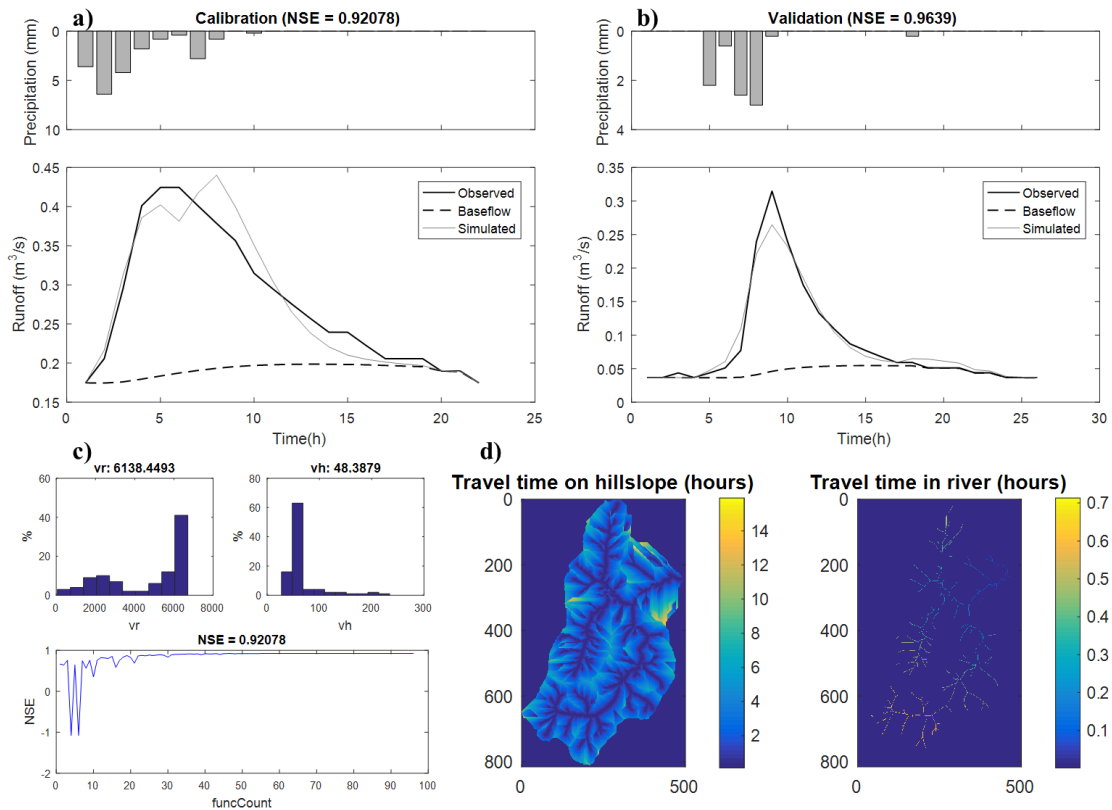 a)
Calibration (NSE = 0.92078)
Precipitation (mm)
0
5
10
Runoff (m³/s)
0.45
0.4
0.35
0.3
0.25
0.2
0.15
Observed
Baseflow
Simulated
0 5 10 15 20 25
Time(h)
b)
Validation (NSE = 0.9639)
Precipitation (mm)
0
2
4
Runoff (m³/s)
0.35
0.3
0.25
0.2
0.15
0.1
0.05
0
Observed
Baseflow
Simulated
0 5 10 15 20 25 30
Time(h)
c)
vr: 6138.4493
%
60
40
20
0
0 2000 4000 6000 8000
vr
vh: 48.3879
%
60
40
20
0
80
0 100 200 300
vh
NSE = 0.92078
NSE
1
0
-1
-2
0 10 20 30 40 50 60 70 80 90 100
funcCount
d)
Travel time on hillslope (hours)
0
200
400
600
800
0 500
14
12
10
8
6
4
2
Travel time in river (hours)
0
200
400
600
800
0 500
0.7
0.6
0.5
0.4
0.3
0.2
0.1